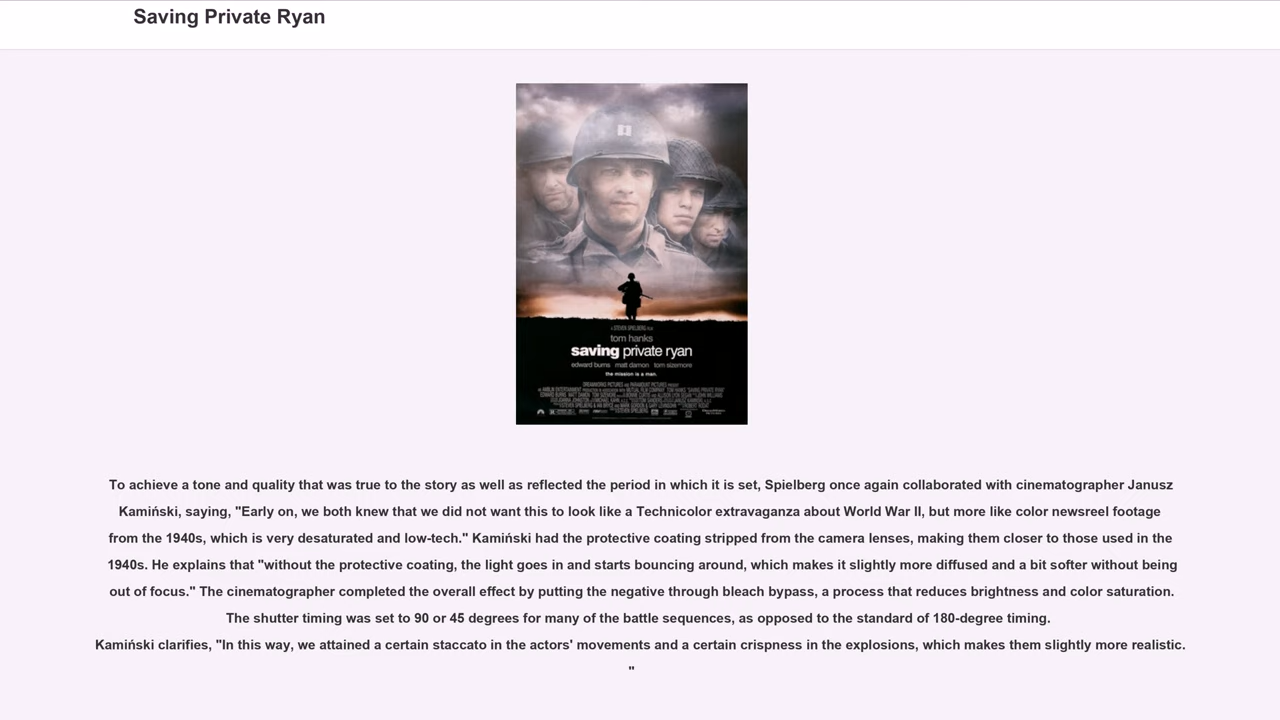 Saving Private Ryan
A STEVEN SPIELBERG FILM
tom hanks
saving private ryan
edward burns matt damon tom sizemore
the mission is a man.
To achieve a tone and quality that was true to the story as well as reflected the period in which it is set, Spielberg once again collaborated with cinematographer Janusz
Kamiński, saying, "Early on, we both knew that we did not want this to look like a Technicolor extravaganza about World War II, but more like color newsreel footage
from the 1940s, which is very desaturated and low-tech." Kamiński had the protective coating stripped from the camera lenses, making them closer to those used in the
1940s. He explains that "without the protective coating, the light goes in and starts bouncing around, which makes it slightly more diffused and a bit softer without being
out of focus." The cinematographer completed the overall effect by putting the negative through bleach bypass, a process that reduces brightness and color saturation.
The shutter timing was set to 90 or 45 degrees for many of the battle sequences, as opposed to the standard of 180-degree timing.
Kamiński clarifies, "In this way, we attained a certain staccato in the actors' movements and a certain crispness in the explosions, which makes them slightly more realistic.
"